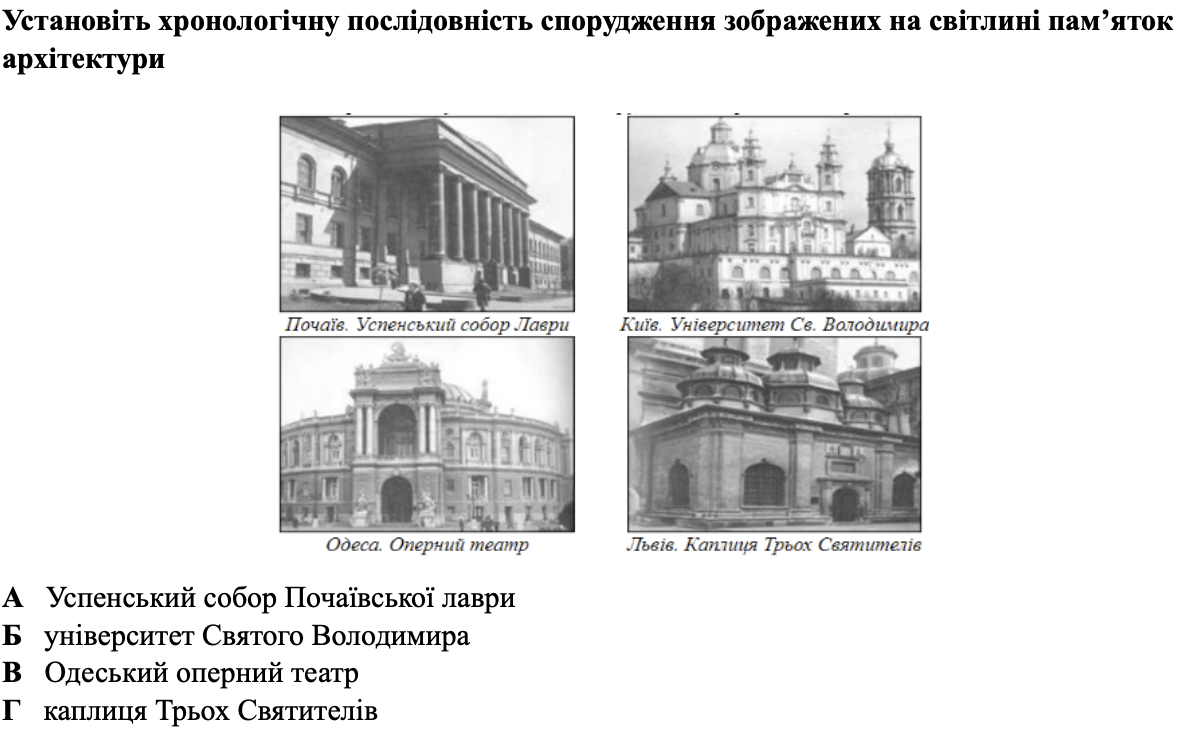 Установіть хронологічну послідовність спорудження зображених на світлині пам’яток
архітектури
Почаїв. Успенський собор Лаври
Київ. Університет Св. Володимира
Одеса. Оперний театр
Львів. Каплиця Трьох Святителів
А Успенський собор Почаївської лаври
Б університет Святого Володимира
В Одеський оперний театр
Г каплиця Трьох Святителів